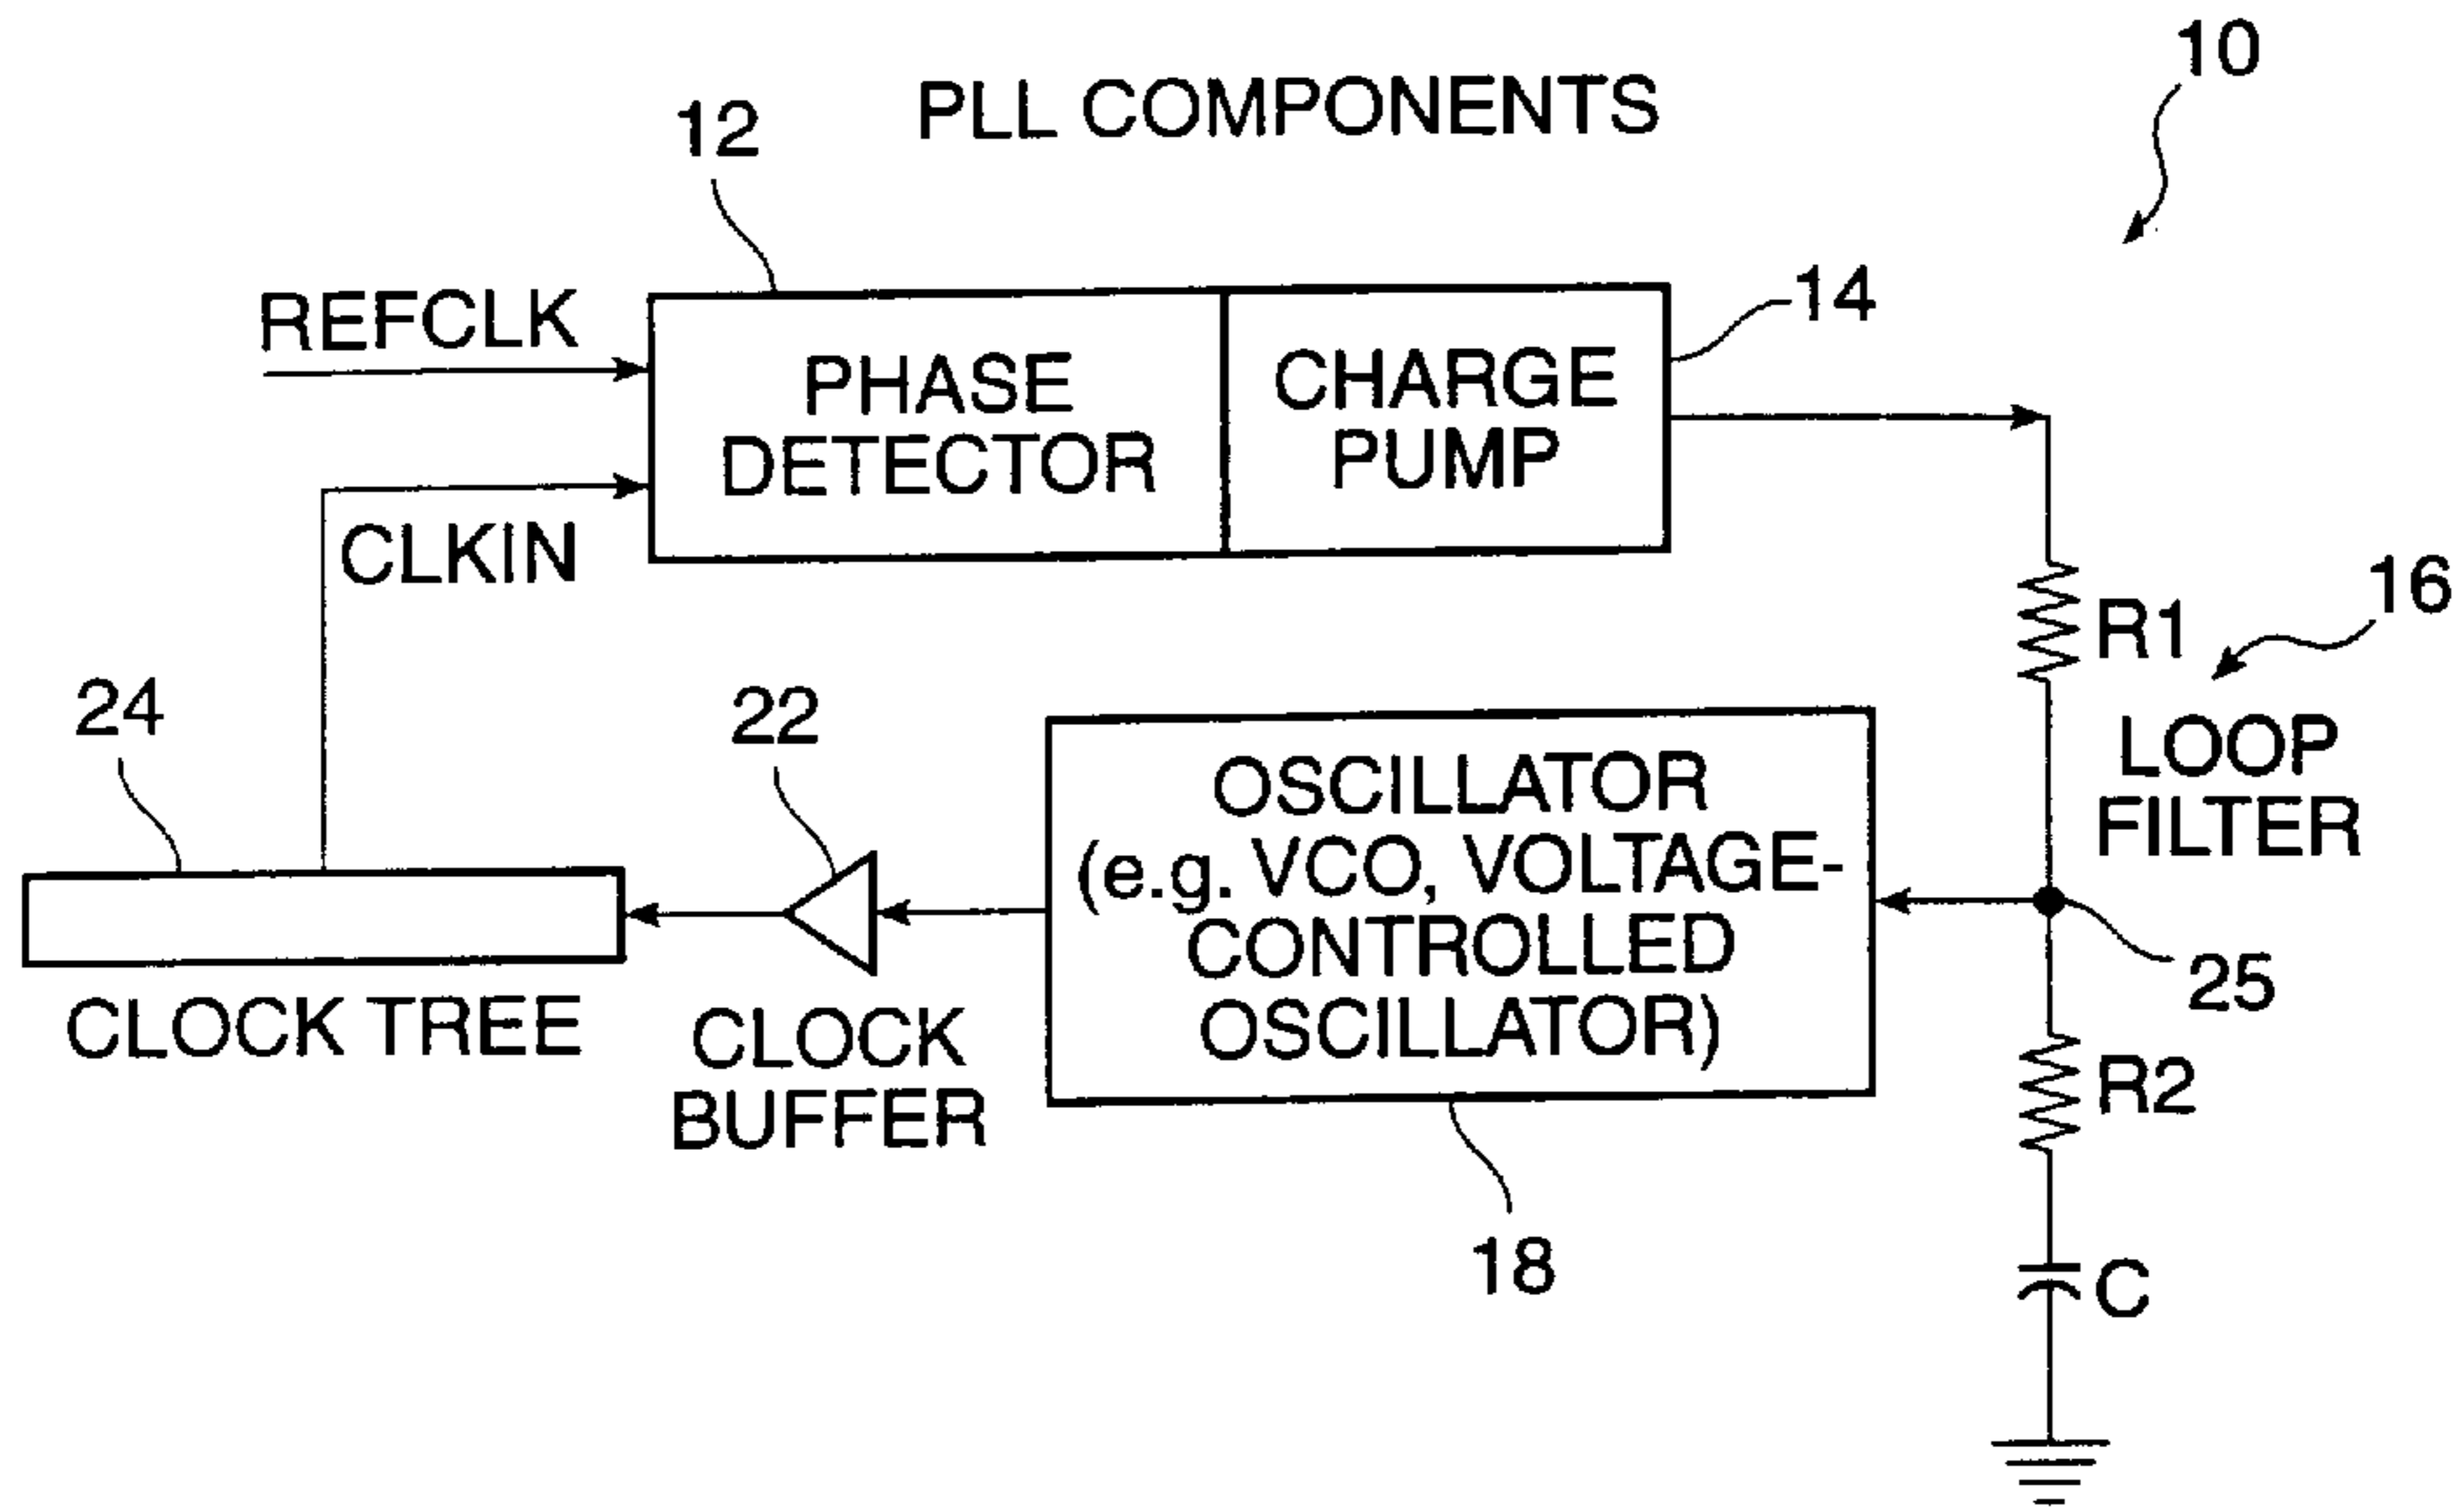 10
PLL COMPONENTS
12
REFCLK
14
PHASE
DETECTOR
CHARGE
PUMP
CLKIN
16
R1
24
22
LOOP
FILTER
OSCILLATOR
(e.g. VCO, VOLTAGE-
CONTROLLED
OSCILLATOR)
25
CLOCK TREE
CLOCK
BUFFER
R2
18
C